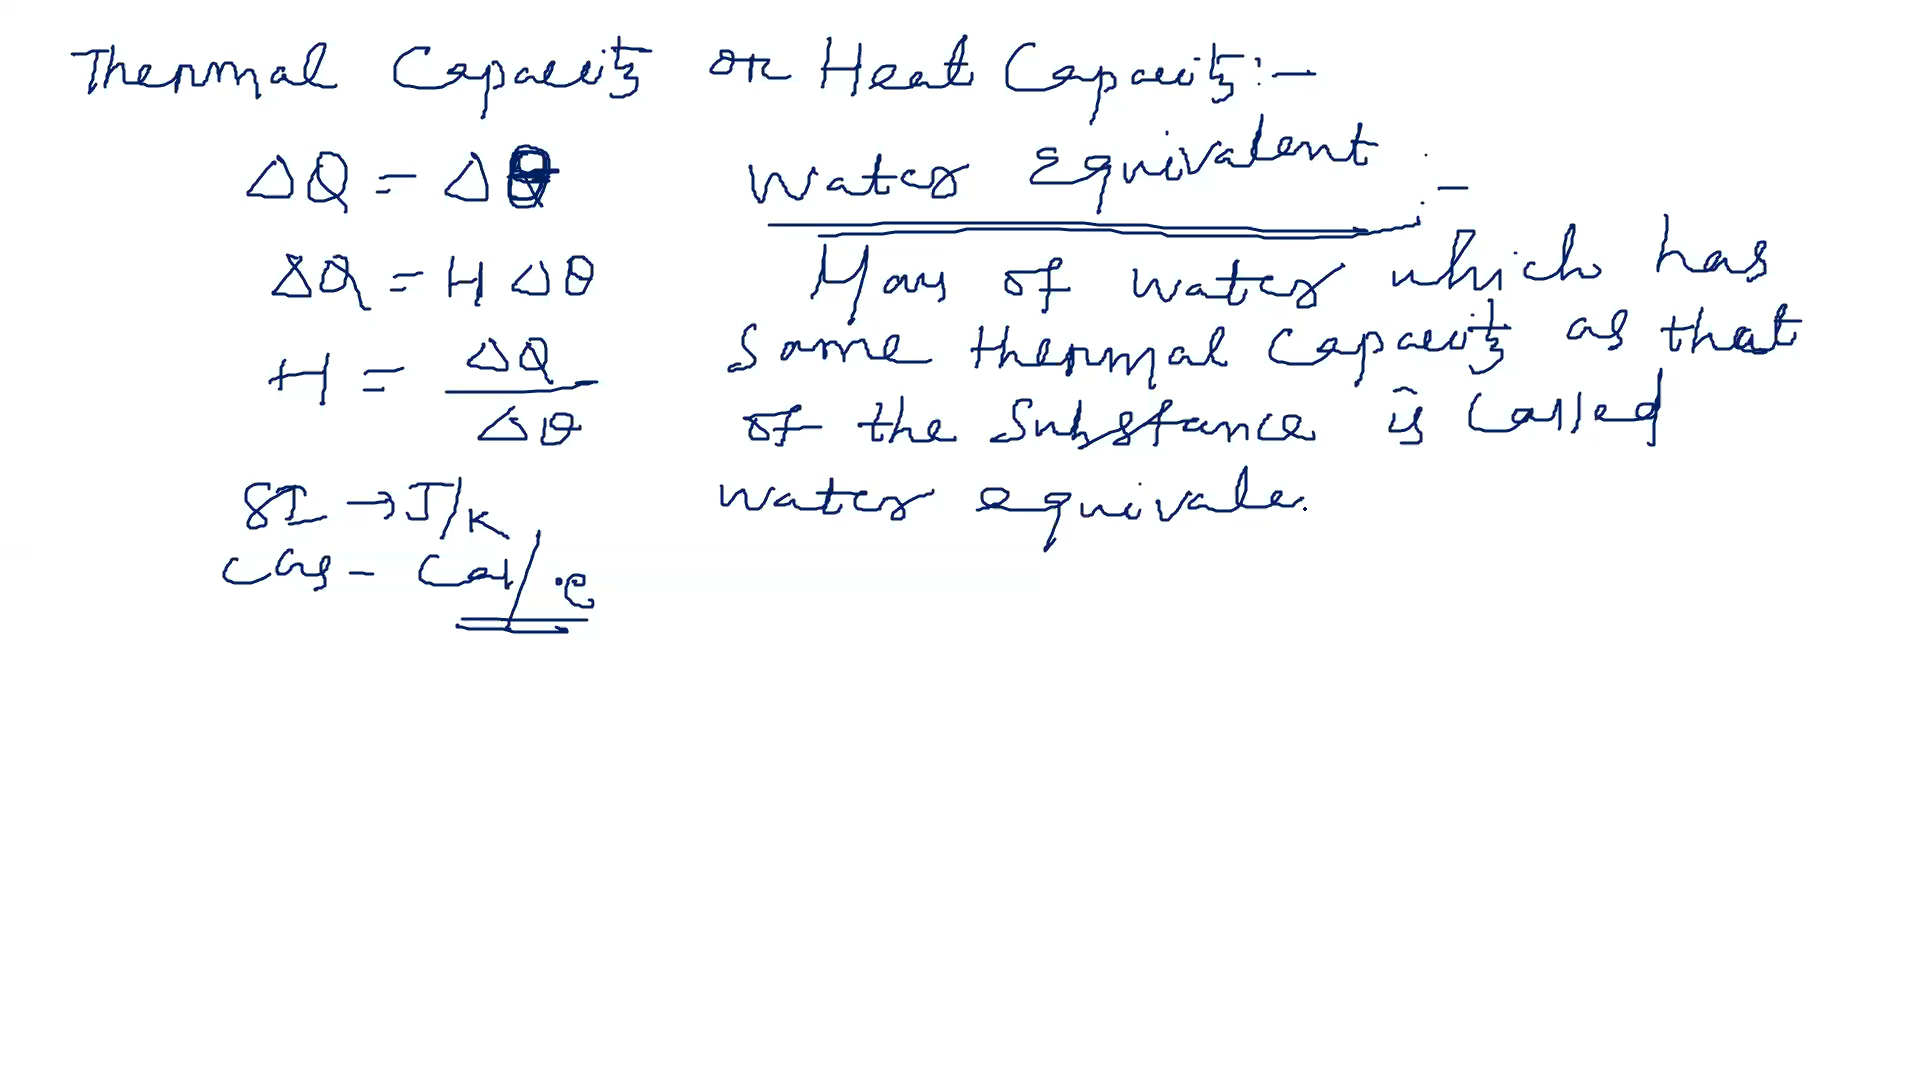 Thermal Capacity or Heat Capacity:-
ΔQ = Δθ
ΔQ = H Δθ
H = ΔQ / Δθ
SI → J/K
CGS - Cal/°C
Water Equivalent :-
Mass of water which has
same thermal capacity as that
of the substance is called
water equivale.